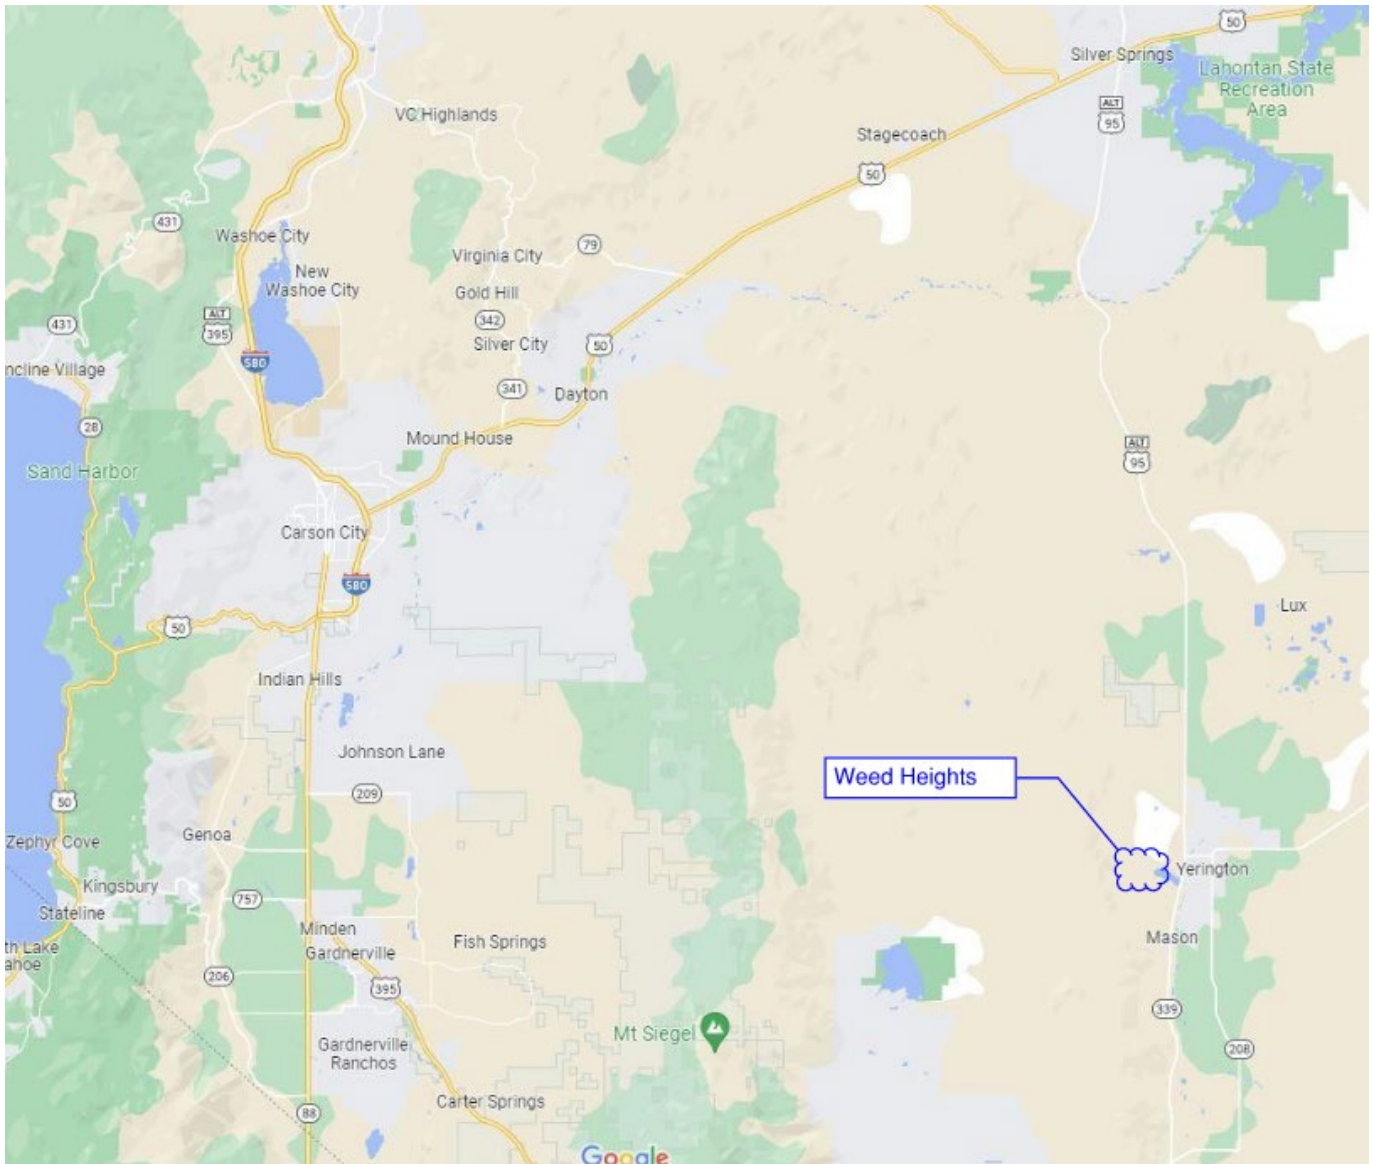 50
Silver Springs
Lahontan State
Recreation
Area
ALT
95
VC Highlands
Stagecoach
50
431
Washoe City
Virginia City
79
New
Washoe City
Gold Hill
ALT
395
431
342
Silver City
50
580
ncline Village
341
Dayton
28
Mound House
ALT
95
Sand Harbor
Carson City
580
Lux
50
Indian Hills
Johnson Lane
Weed Heights
209
50
Genoa
Zephyr Cove
Yerington
Kingsbury
757
Stateline
Minden
Mason
th Lake
ahoe
Gardnerville
Fish Springs
206
395
339
Mt Siegel
Gardnerville
Ranchos
208
Carter Springs
88
Google